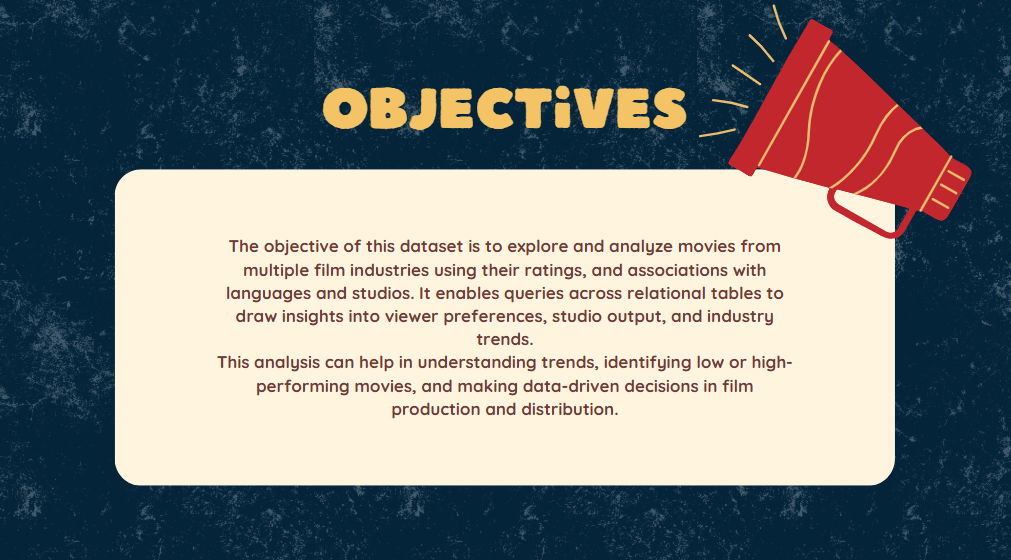 OBJECTiVES
The objective of this dataset is to explore and analyze movies from
multiple film industries using their ratings, and associations with
languages and studios. It enables queries across relational tables to
draw insights into viewer preferences, studio output, and industry
trends.
This analysis can help in understanding trends, identifying low or high-
performing movies, and making data-driven decisions in film
production and distribution.